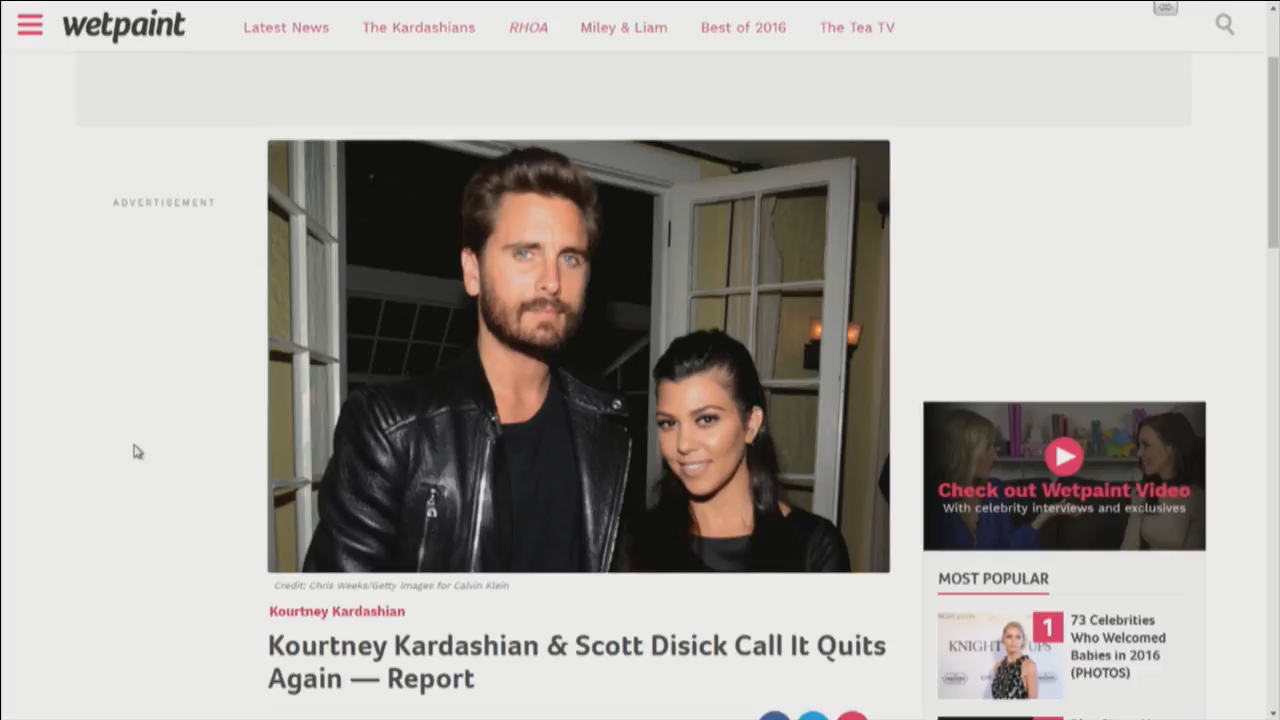 wetpaint
Latest News
The Kardashians
RHOA
Miley & Liam
Best of 2016
The Tea TV
ADVERTISEMENT
Check out Wetpaint Video
With celebrity interviews and exclusives
Credit: Chris Weeks/Getty Images for Calvin Klein
Kourtney Kardashian
Kourtney Kardashian & Scott Disick Call It Quits
Again — Report
MOST POPULAR
1
73 Celebrities
Who Welcomed
Babies in 2016
(PHOTOS)
KNIGHT
UPS